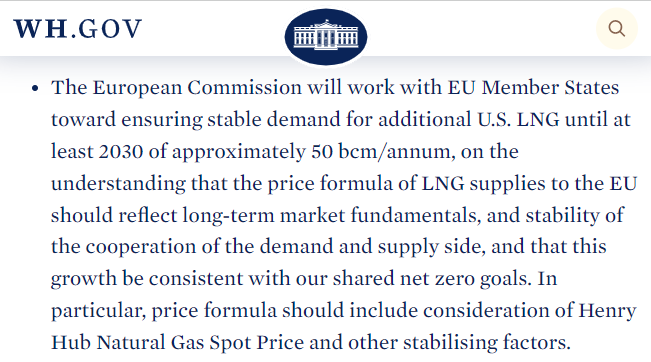 WH.GOV
• The European Commission will work with EU Member States
toward ensuring stable demand for additional U.S. LNG until at
least 2030 of approximately 50 bcm/annum, on the
understanding that the price formula of LNG supplies to the EU
should reflect long-term market fundamentals, and stability of
the cooperation of the demand and supply side, and that this
growth be consistent with our shared net zero goals. In
particular, price formula should include consideration of Henry
Hub Natural Gas Spot Price and other stabilising factors.